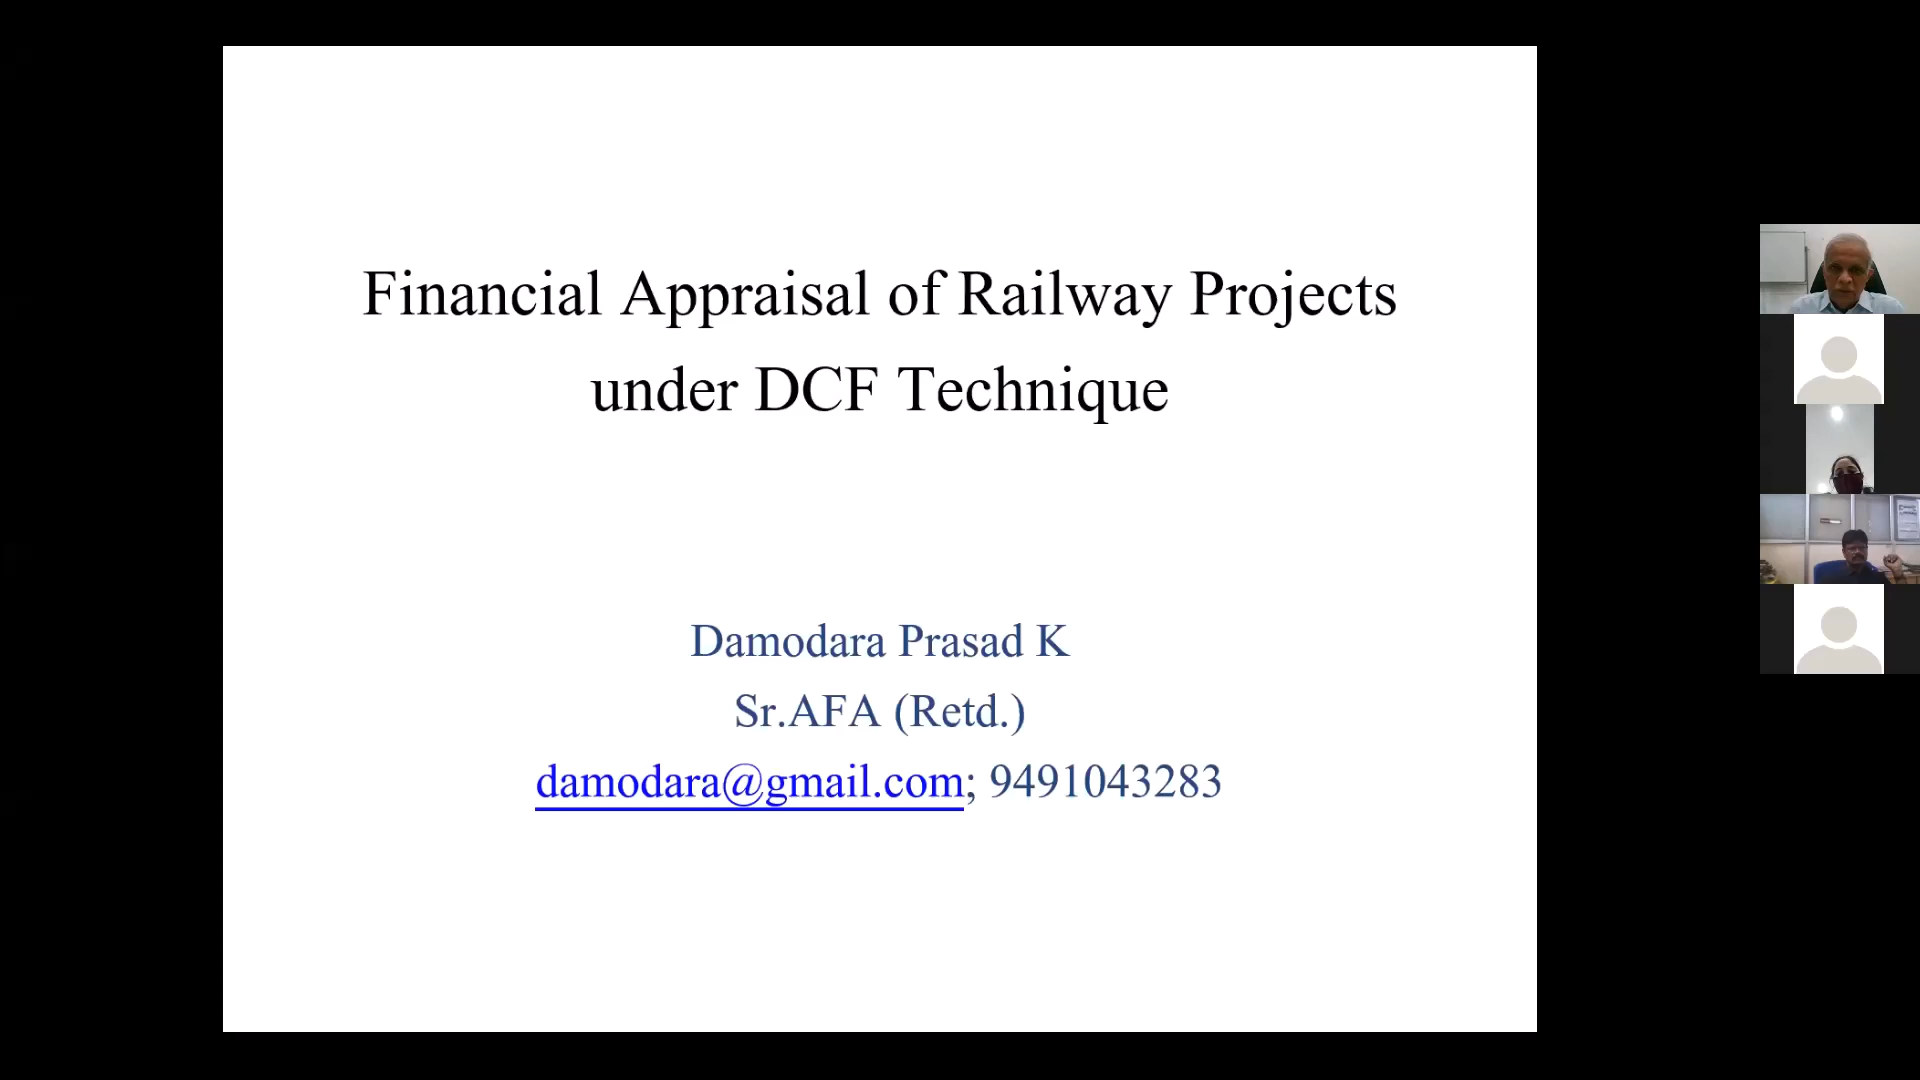 Financial Appraisal of Railway Projects
under DCF Technique
Damodara Prasad K
Sr.AFA (Retd.)
damodara@gmail.com; 9491043283